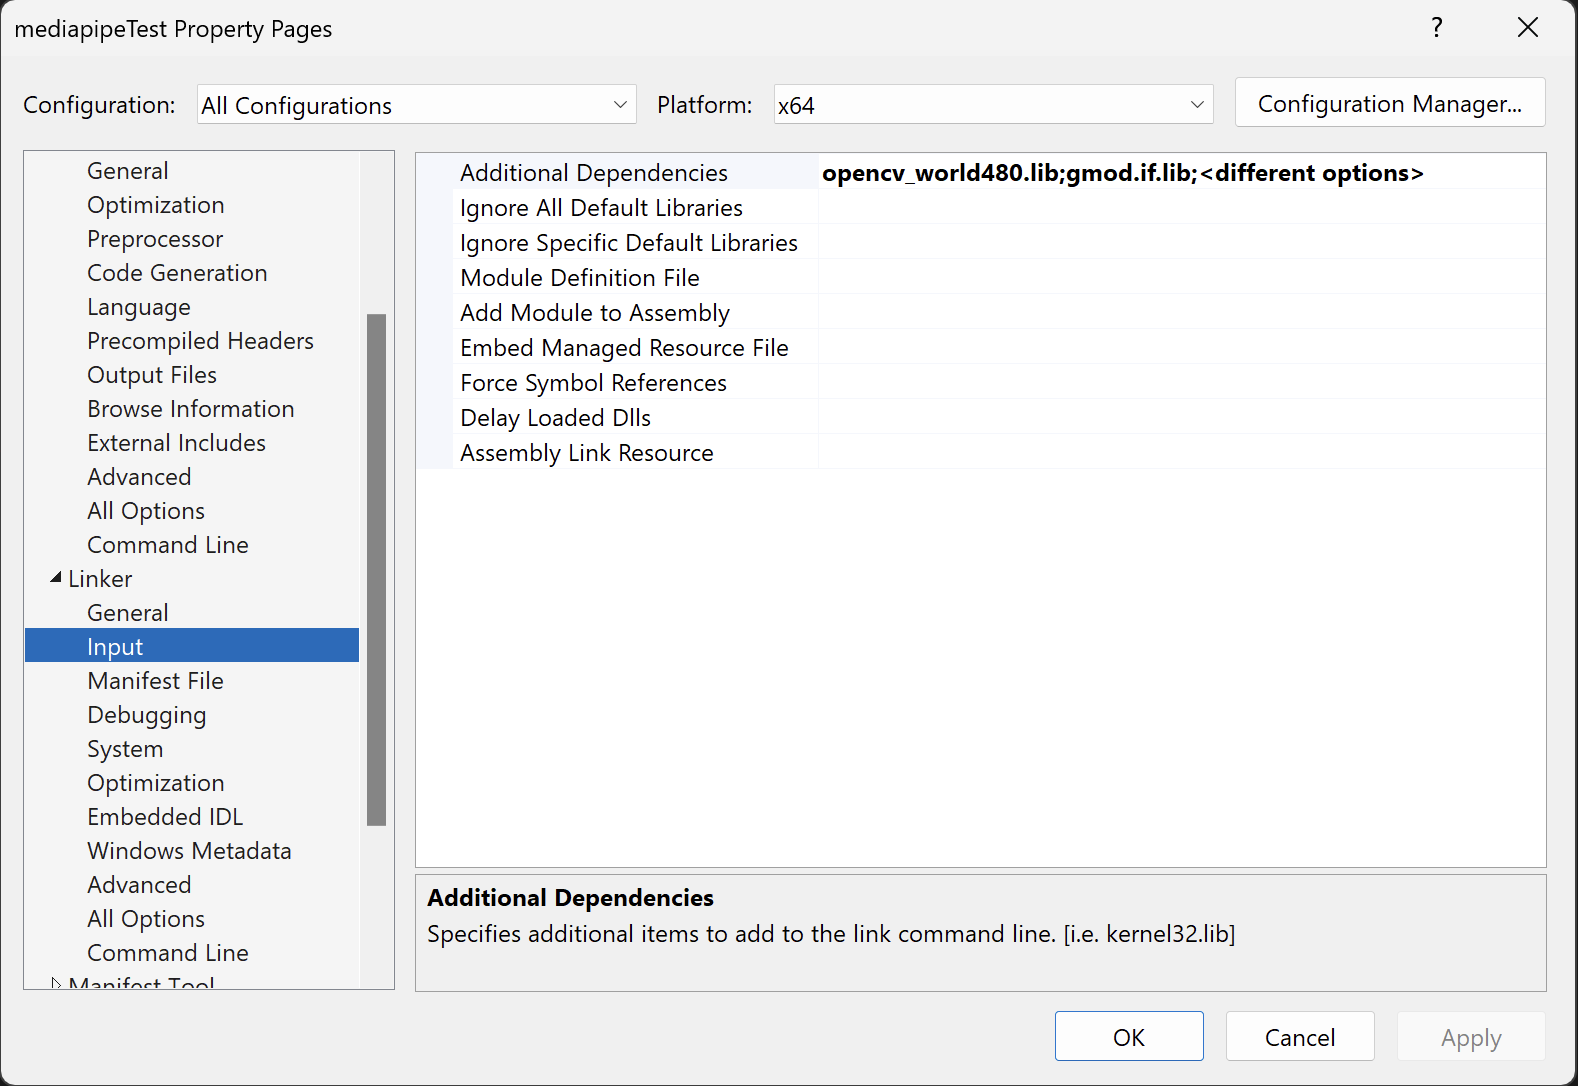 mediapipeTest Property Pages
?
Configuration: All Configurations Platform: x64 Configuration Manager...
General
Optimization
Preprocessor
Code Generation
Language
Precompiled Headers
Output Files
Browse Information
External Includes
Advanced
All Options
Command Line
Linker
General
Input
Manifest File
Debugging
System
Optimization
Embedded IDL
Windows Metadata
Advanced
All Options
Command Line
Manifest Tool
Additional Dependencies opencv_world480.lib;gmod.if.lib;<different options>
Ignore All Default Libraries
Ignore Specific Default Libraries
Module Definition File
Add Module to Assembly
Embed Managed Resource File
Force Symbol References
Delay Loaded Dlls
Assembly Link Resource
Additional Dependencies
Specifies additional items to add to the link command line. [i.e. kernel32.lib]
OK Cancel Apply